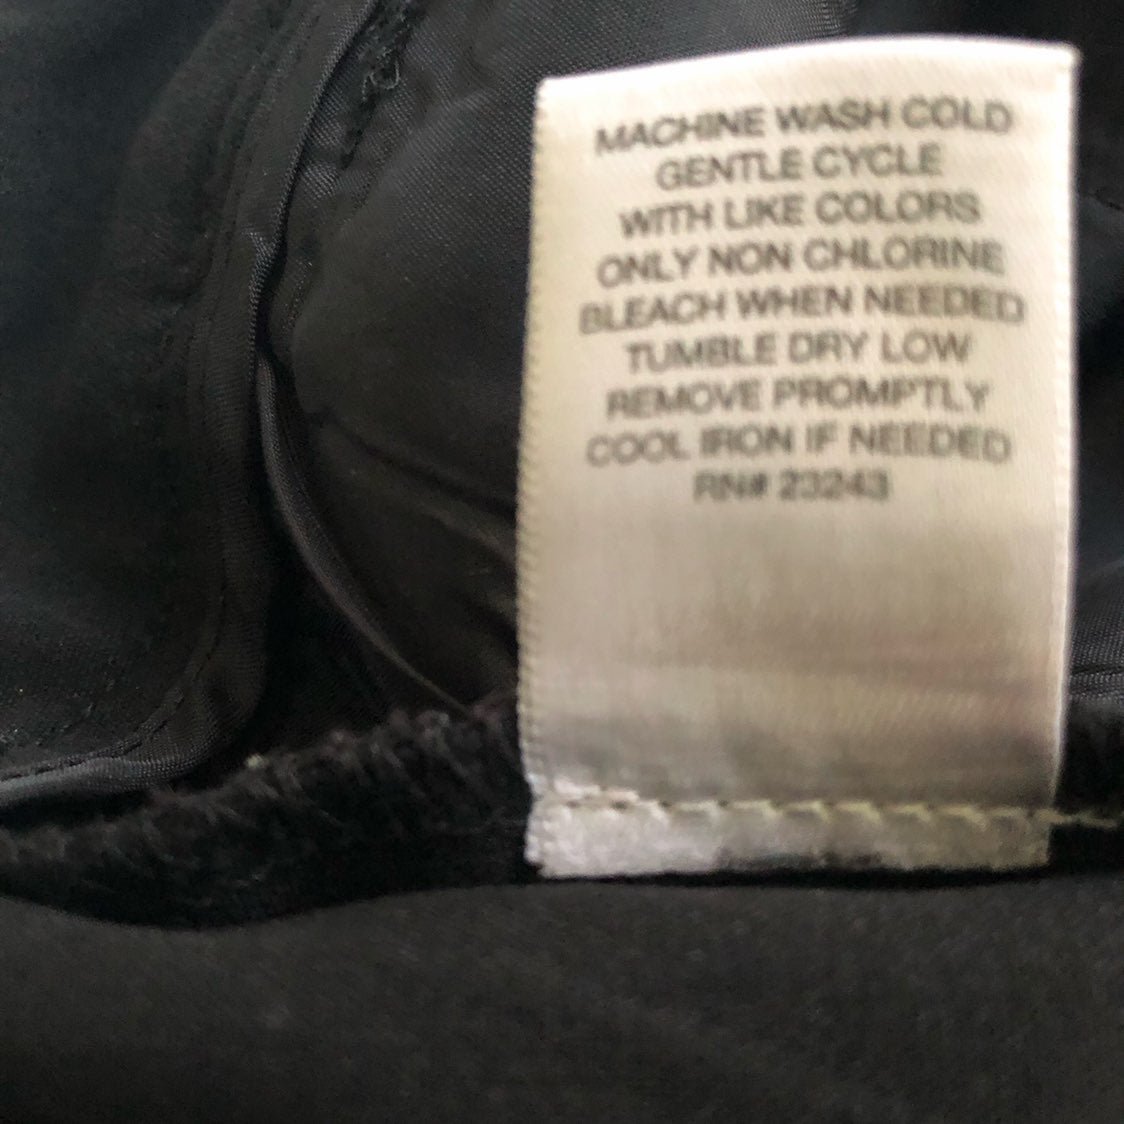 MACHINE WASH COLD
GENTLE CYCLE
WITH LIKE COLORS
ONLY NON CHLORINE
BLEACH WHEN NEEDED
TUMBLE DRY LOW
REMOVE PROMPTLY
COOL IRON IF NEEDED
RN# 23243